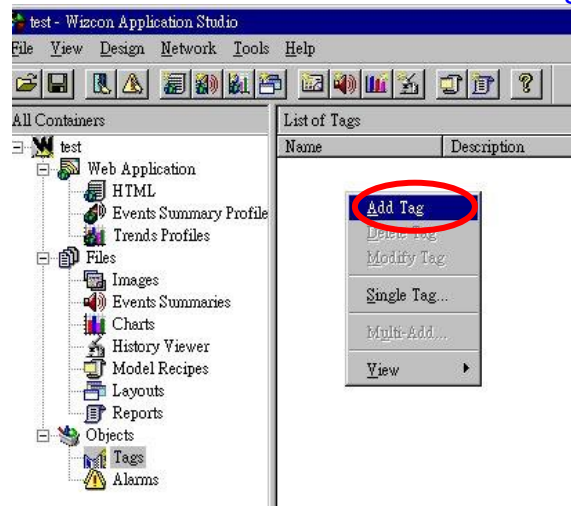 test - Wizcon Application Studio
File View Design Network Tools Help
All Containers
List of Tags
Name Description
test
Web Application
HTML
Events Summary Profile
Trends Profiles
Files
Images
Events Summaries
Charts
History Viewer
Model Recipes
Layouts
Reports
Objects
Tags
Alarms
Add Tag
Delete Tag
Modify Tag
Single Tag...
Multi-Add...
View